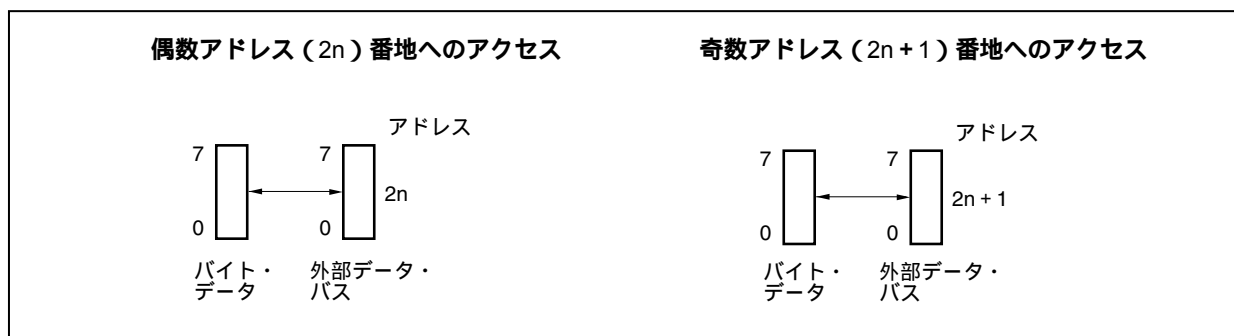 偶数アドレス(2n)番地へのアクセス
アドレス
7
7
2n
0
0
バイト・
データ
外部データ・
バス
奇数アドレス(2n+1)番地へのアクセス
アドレス
7
7
2n+1
0
0
バイト・
データ
外部データ・
バス